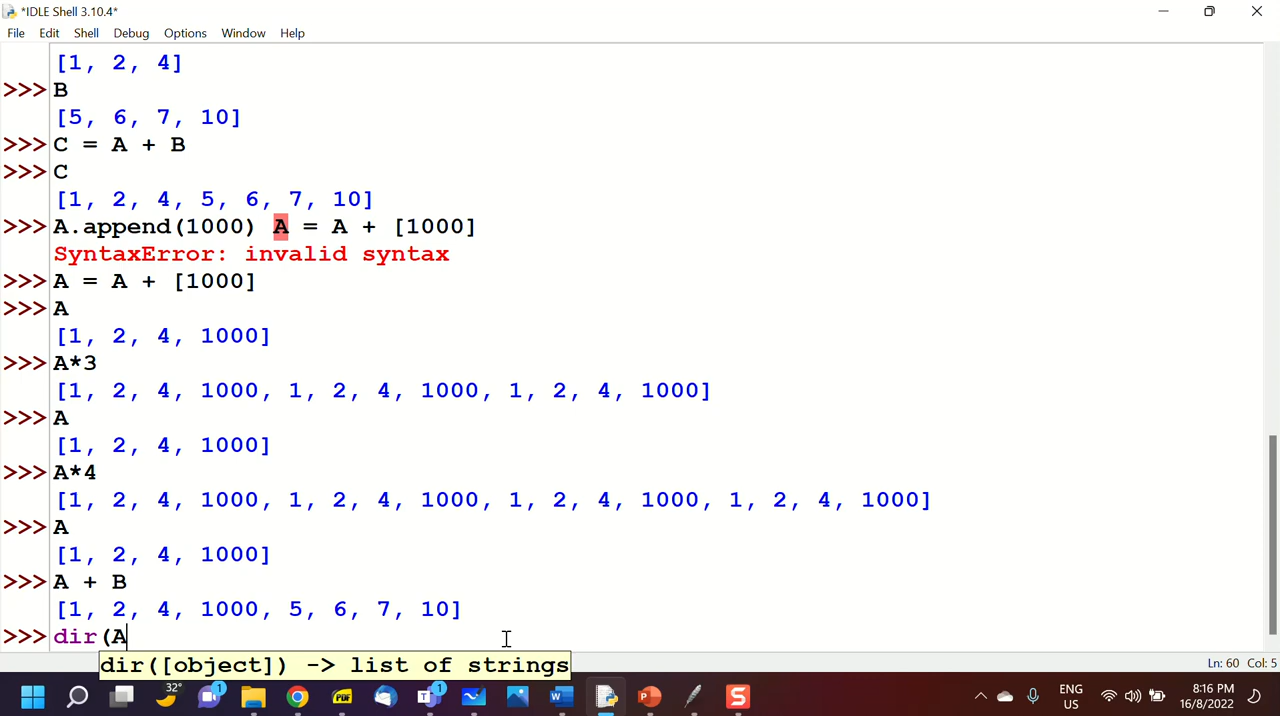 *IDLE Shell 3.10.4*
File Edit Shell Debug Options Window Help
[1, 2, 4]
>>> B
[5, 6, 7, 10]
>>> C = A + B
>>> C
[1, 2, 4, 5, 6, 7, 10]
>>> A.append(1000) A = A + [1000]
SyntaxError: invalid syntax
>>> A = A + [1000]
>>> A
[1, 2, 4, 1000]
>>> A*3
[1, 2, 4, 1000, 1, 2, 4, 1000, 1, 2, 4, 1000]
>>> A
[1, 2, 4, 1000]
>>> A*4
[1, 2, 4, 1000, 1, 2, 4, 1000, 1, 2, 4, 1000, 1, 2, 4, 1000]
>>> A
[1, 2, 4, 1000]
>>> A + B
[1, 2, 4, 1000, 5, 6, 7, 10]
>>> dir(A
dir([object]) -> list of strings
Ln: 60 Col: 5
32° 1 PDF 1 W P S ENG 8:16 PM
US 16/8/2022